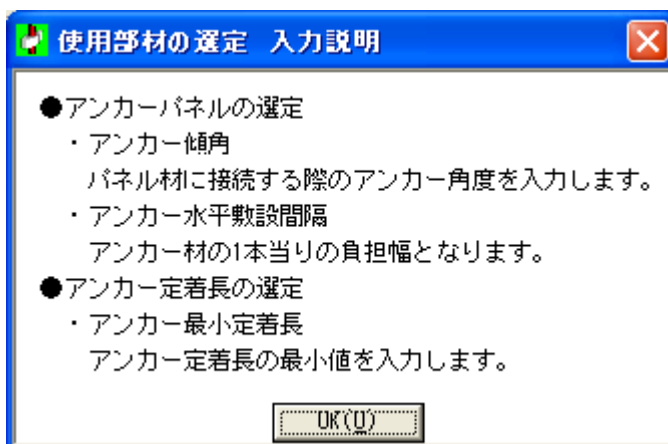 使用部材の選定 入力説明
●アンカーパネルの選定
・アンカー傾角
パネル材に接続する際のアンカー角度を入力します。
・アンカー水平敷設間隔
アンカー材の1本当りの負担幅となります。
●アンカー定着長の選定
・アンカー最小定着長
アンカー定着長の最小値を入力します。
OK(U)